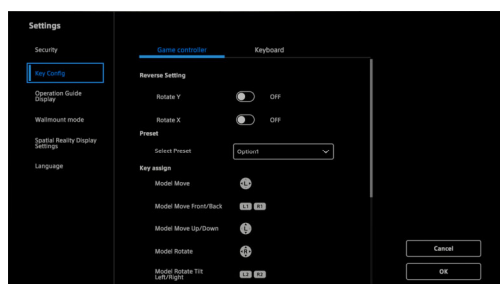 Settings
Security
Key Config
Operation Guide
Display
Wallmount mode
Spatial Reality Display
Settings
Language
Game controller
Keyboard
Reverse Setting
Rotate Y
OFF
Rotate X
OFF
Preset
Select Preset
Option1
Key assign
Model Move
L
Model Move Front/Back
L1 R1
Model Move Up/Down
L
Model Rotate
R
Model Rotate Tilt
Left/Right
L2 R2
Cancel
OK